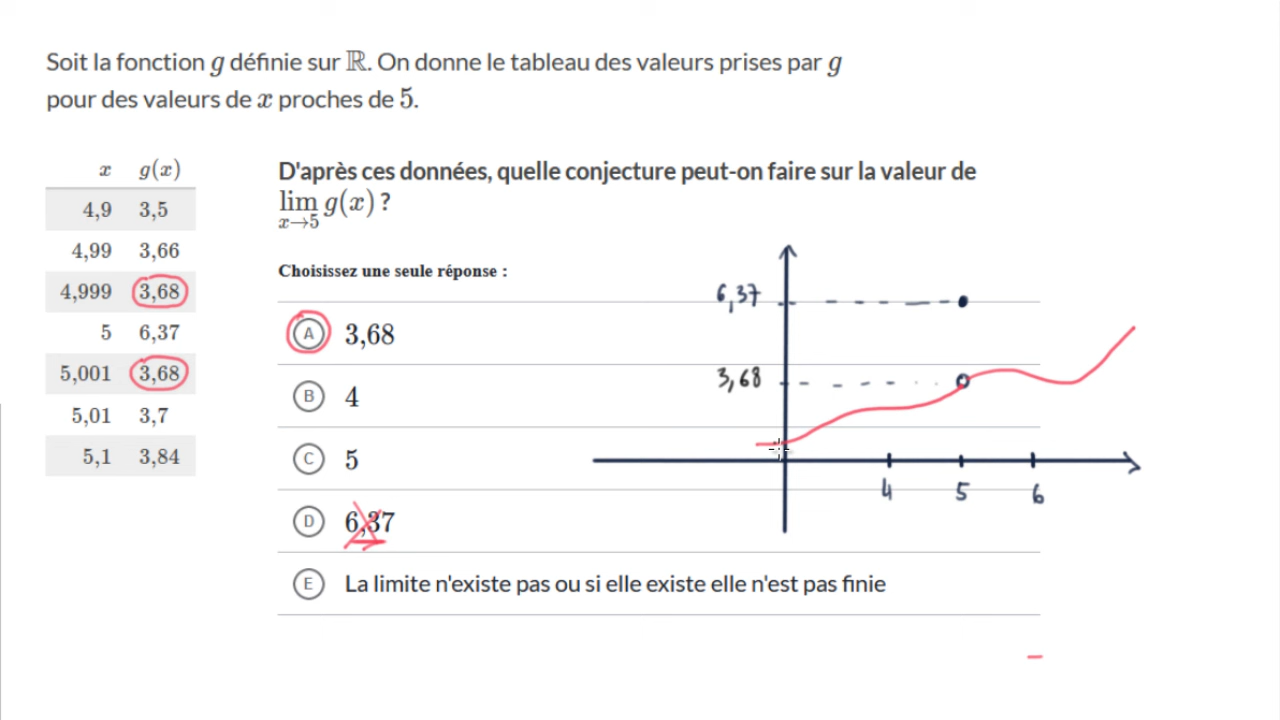 Soit la fonction g définie sur ℝ. On donne le tableau des valeurs prises par g
pour des valeurs de x proches de 5.
x g(x)
4,9 3,5
4,99 3,66
4,999 3,68
5 6,37
5,001 3,68
5,01 3,7
5,1 3,84
D'après ces données, quelle conjecture peut-on faire sur la valeur de
lim x→5 g(x) ?
Choisissez une seule réponse :
A 3,68
B 4
C 5
D 6,37
E La limite n'existe pas ou si elle existe elle n'est pas finie
6,37
3,68
4 5 6